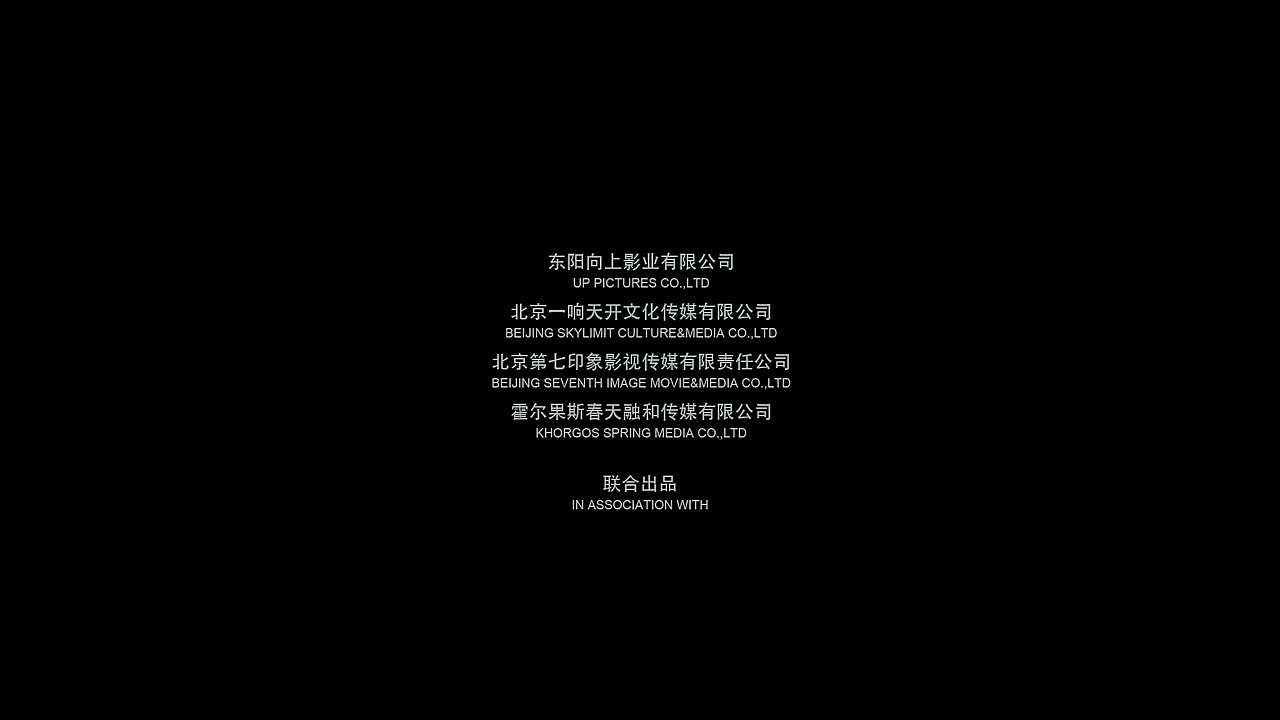 东阳向上影业有限公司
UP PICTURES CO.,LTD
北京一响天开文化传媒有限公司
BEIJING SKYLIMIT CULTURE&MEDIA CO.,LTD
北京第七印象影视传媒有限责任公司
BEIJING SEVENTH IMAGE MOVIE&MEDIA CO.,LTD
霍尔果斯春天融和传媒有限公司
KHORGOS SPRING MEDIA CO.,LTD
联合出品
IN ASSOCIATION WITH